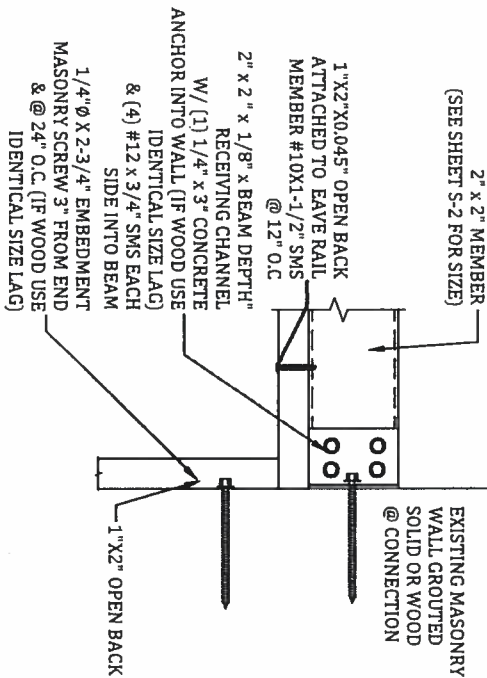 2" x 2" MEMBER
(SEE SHEET S-2 FOR SIZE)
1"X2"X0.045" OPEN BACK
ATTACHED TO EAVE RAIL
MEMBER #10X1-1/2" SMS
@ 12" O.C
2" x 2 " x 1/8" x BEAM DEPTH"
RECEIVING CHANNEL
W/ (1) 1/4" x 3" CONCRETE
ANCHOR INTO WALL (IF WOOD USE
IDENTICAL SIZE LAG)
& (4) #12 x 3/4" SMS EACH
SIDE INTO BEAM
1/4"Ø X 2-3/4" EMBEDMENT
MASONRY SCREW 3" FROM END
& @ 24" O.C. (IF WOOD USE
IDENTICAL SIZE LAG)
EXISTING MASONRY
WALL GROUTED
SOLID OR WOOD
@ CONNECTION
1"X2" OPEN BACK